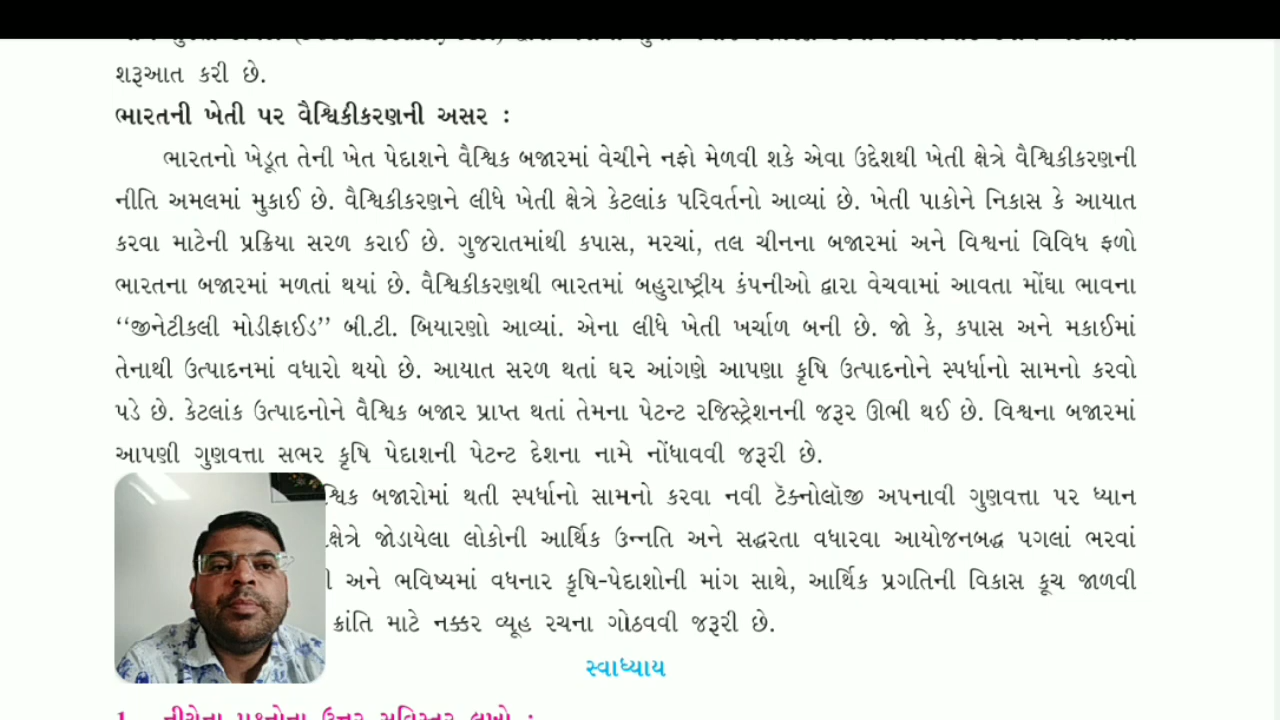 શરૂઆત કરી છે.
ભારતની ખેતી પર વૈશ્વિકીકરણની અસર :
ભારતનો ખેડૂત તેની ખેત પેદાશને વૈશ્વિક બજારમાં વેચીને નફો મેળવી શકે એવા ઉદ્દેશથી ખેતી ક્ષેત્રે વૈશ્વિકીકરણની
નીતિ અમલમાં મુકાઈ છે. વૈશ્વિકીકરણને લીધે ખેતી ક્ષેત્રે કેટલાંક પરિવર્તનો આવ્યાં છે. ખેતી પાકોને નિકાસ કે આયાત
કરવા માટેની પ્રક્રિયા સરળ કરાઈ છે. ગુજરાતમાંથી કપાસ, મરચાં, તલ ચીનના બજારમાં અને વિશ્વનાં વિવિધ ફળો
ભારતના બજારમાં મળતાં થયાં છે. વૈશ્વિકીકરણથી ભારતમાં બહુરાષ્ટ્રીય કંપનીઓ દ્વારા વેચવામાં આવતા મોંઘા ભાવના
‘‘જીનેટીકલી મોડીફાઈડ’’ બી.ટી. બિયારણો આવ્યાં. એના લીધે ખેતી ખર્ચાળ બની છે. જો કે, કપાસ અને મકાઈમાં
તેનાથી ઉત્પાદનમાં વધારો થયો છે. આયાત સરળ થતાં ઘર આંગણે આપણા કૃષિ ઉત્પાદનોને સ્પર્ધાનો સામનો કરવો
પડે છે. કેટલાંક ઉત્પાદનોને વૈશ્વિક બજાર પ્રાપ્ત થતાં તેમના પેટન્ટ રજિસ્ટ્રેશનની જરૂર ઊભી થઈ છે. વિશ્વના બજારમાં
આપણી ગુણવત્તા સભર કૃષિ પેદાશની પેટન્ટ દેશના નામે નોંધાવવી જરૂરી છે.
બજારોમાં થતી સ્પર્ધાનો સામનો કરવા નવી ટૅક્નોલૉજી અપનાવી ગુણવત્તા પર ધ્યાન
ક્ષેત્રે જોડાયેલા લોકોની આર્થિક ઉન્નતિ અને સદ્ધરતા વધારવા આયોજનબદ્ધ પગલાં ભરવાં
અને ભવિષ્યમાં વધનાર કૃષિ-પેદાશોની માંગ સાથે, આર્થિક પ્રગતિની વિકાસ કૂચ જાળવી
ક્રાંતિ માટે નક્કર વ્યૂહ રચના ગોઠવવી જરૂરી છે.
સ્વાધ્યાય
1. નીચેના પ્રશ્નોના ઉત્તર સવિસ્તર લખો :